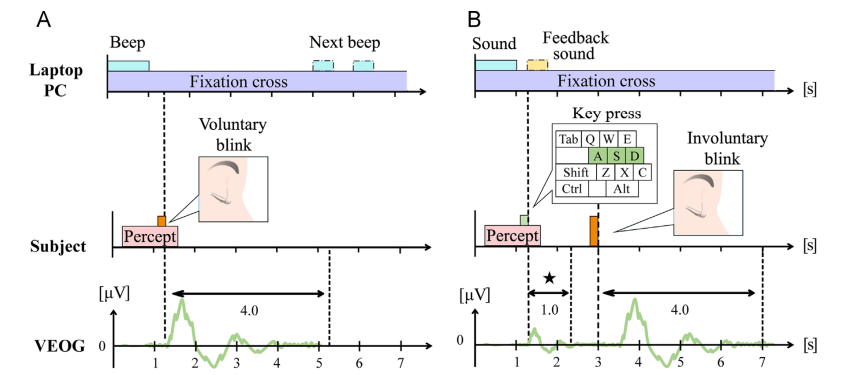 A
Beep
Next beep
Laptop
PC
Fixation cross
Voluntary
blink
Subject
Percept
[μV]
4.0
VEOG
0
1 2 3 4 5 6 7
B
Sound
Feedback
sound
Fixation cross
[s]
Key press
Tab Q W E
A S D
Shift Z X C
Ctrl Alt
Involuntary
blink
Percept
[s]
[μV]
★
1.0
4.0
0
[s]
1 2 3 4 5 6 7